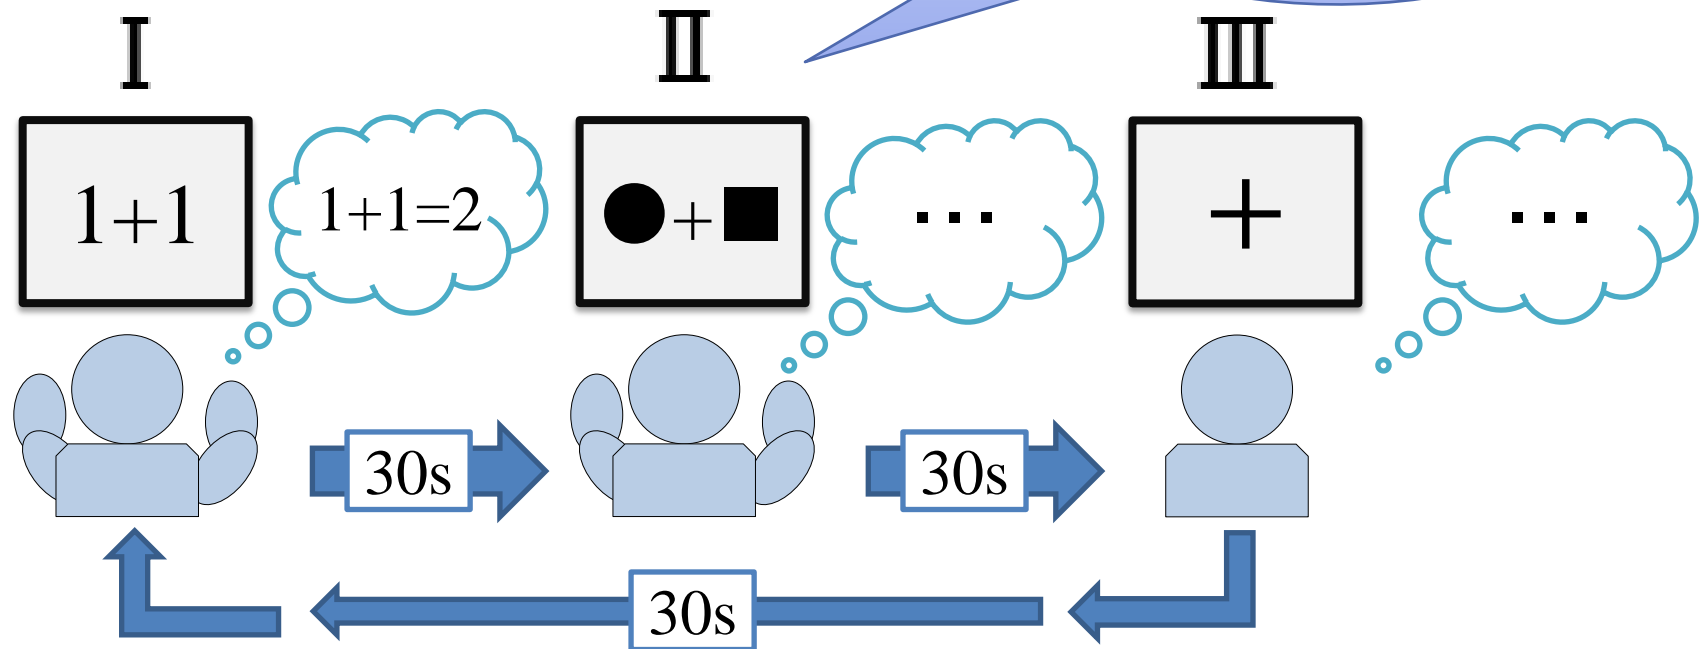 I
II
III
1+1
1+1=2
●+■
...
+
...
30s
30s
30s